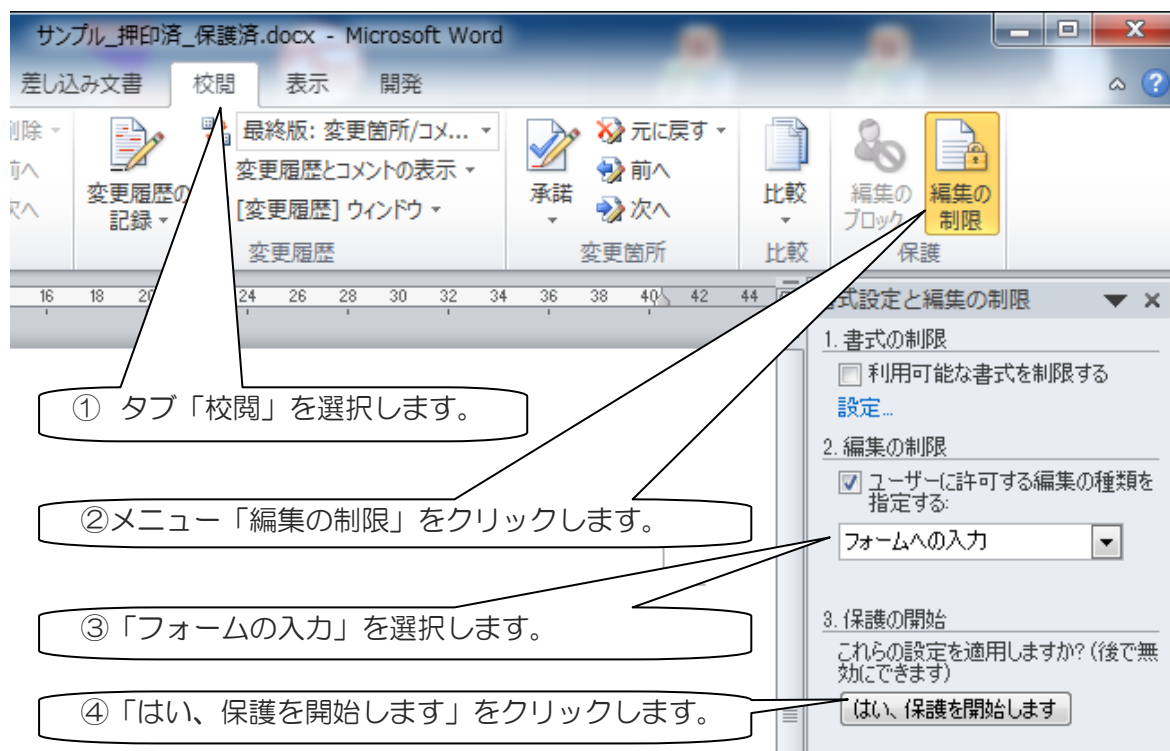 サンプル_押印済_保護済.docx - Microsoft Word
差し込み文書 校閲 表示 開発
削除
前へ
次へ
変更履歴の
記録
最終版: 変更箇所/コメ...
変更履歴とコメントの表示
[変更履歴] ウィンドウ
変更履歴
承諾
元に戻す
前へ
次へ
変更箇所
比較
比較
編集の
ブロック
編集の
制限
保護
16 18 20 24 26 28 30 32 34 36 38 40 42 44
書式設定と編集の制限
1. 書式の制限
利用可能な書式を制限する
設定...
2. 編集の制限
ユーザーに許可する編集の種類を
指定する:
フォームへの入力
3. 保護の開始
これらの設定を適用しますか? (後で無
効にできます)
はい、保護を開始します
① タブ「校閲」を選択します。
②メニュー「編集の制限」をクリックします。
③「フォームの入力」を選択します。
④「はい、保護を開始します」をクリックします。